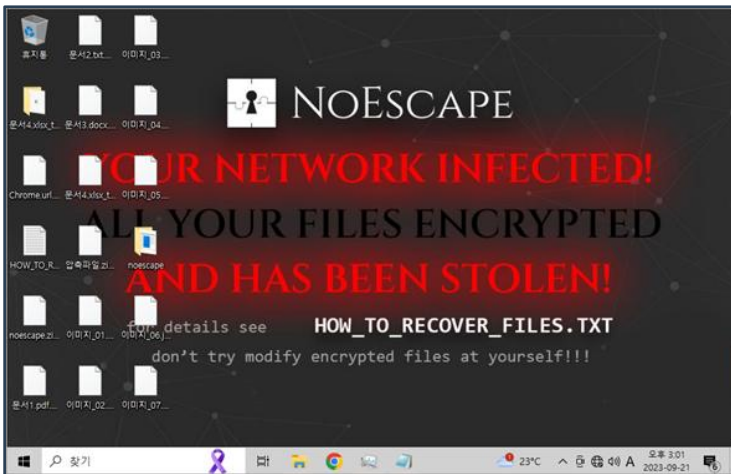 NOESCAPE
YOUR NETWORK INFECTED!
ALL YOUR FILES ENCRYPTED
AND HAS BEEN STOLEN!
for details see HOW_TO_RECOVER_FILES.TXT
don't try modify encrypted files at yourself!!!
휴지통 문서2.txt.... 이미지_03....
문서4.xlsx_t... 문서3.docx.... 이미지_04....
Chrome.url.... 문서4.xlsx_t... 이미지_05....
HOW_TO_R... 압축파일.zi... noescape
noescape.zi... 이미지_01.... 이미지_06.j...
문서1.pdf.... 이미지_02.... 이미지_07....
찾기
23°C
A
오후 3:01
2023-09-21
6